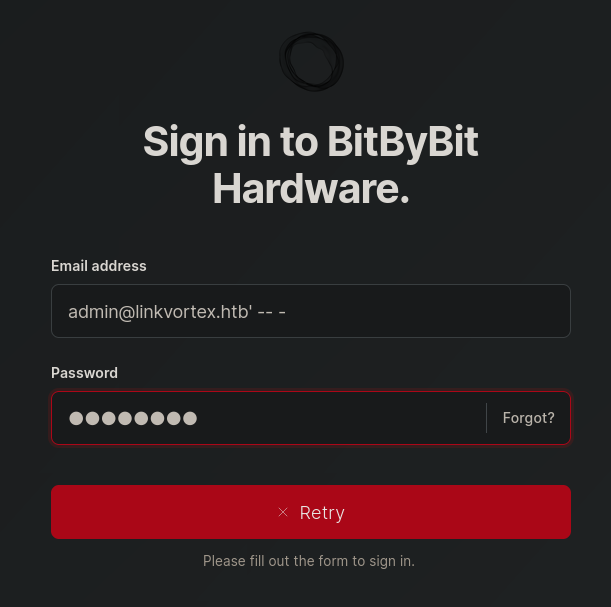 Sign in to BitByBit
Hardware.
Email address
admin@linkvortex.htb' -- -
Password
●●●●●●●●
Forgot?
× Retry
Please fill out the form to sign in.